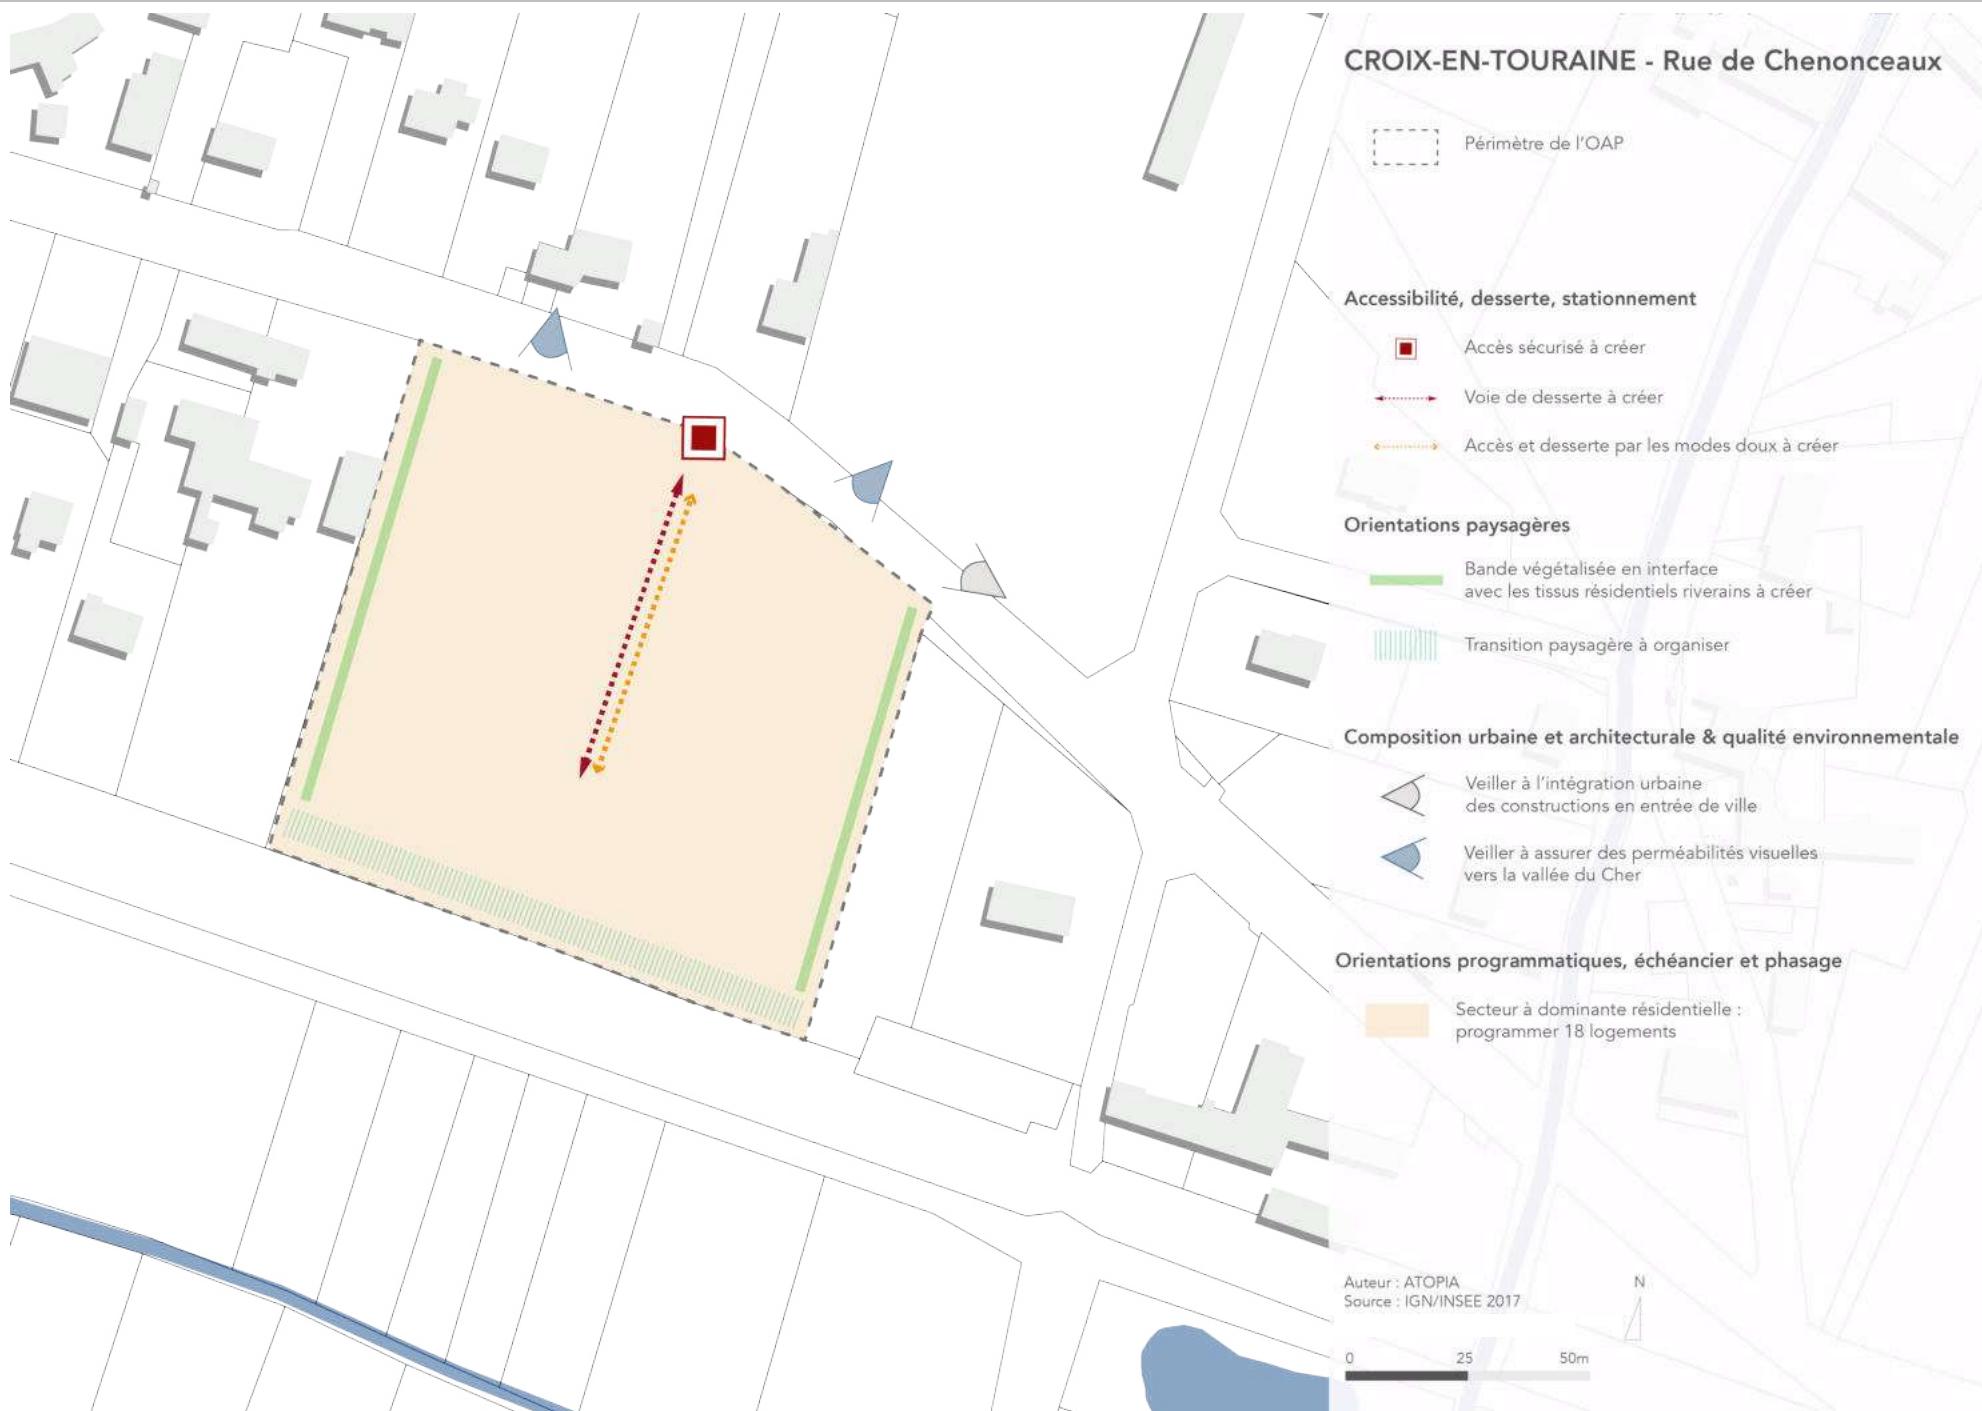 CROIX-EN-TOURAINE - Rue de Chenonceaux
Périmètre de l'OAP
Accessibilité, desserte, stationnement
Accès sécurisé à créer
Voie de desserte à créer
Accès et desserte par les modes doux à créer
Orientations paysagères
Bande végétalisée en interface
avec les tissus résidentiels riverains à créer
Transition paysagère à organiser
Composition urbaine et architecturale & qualité environnementale
Veiller à l'intégration urbaine
des constructions en entrée de ville
Veiller à assurer des perméabilités visuelles
vers la vallée du Cher
Orientations programmatiques, échéancier et phasage
Secteur à dominante résidentielle :
programmer 18 logements
Auteur : ATOPIA
Source : IGN/INSEE 2017
N
0 25 50m